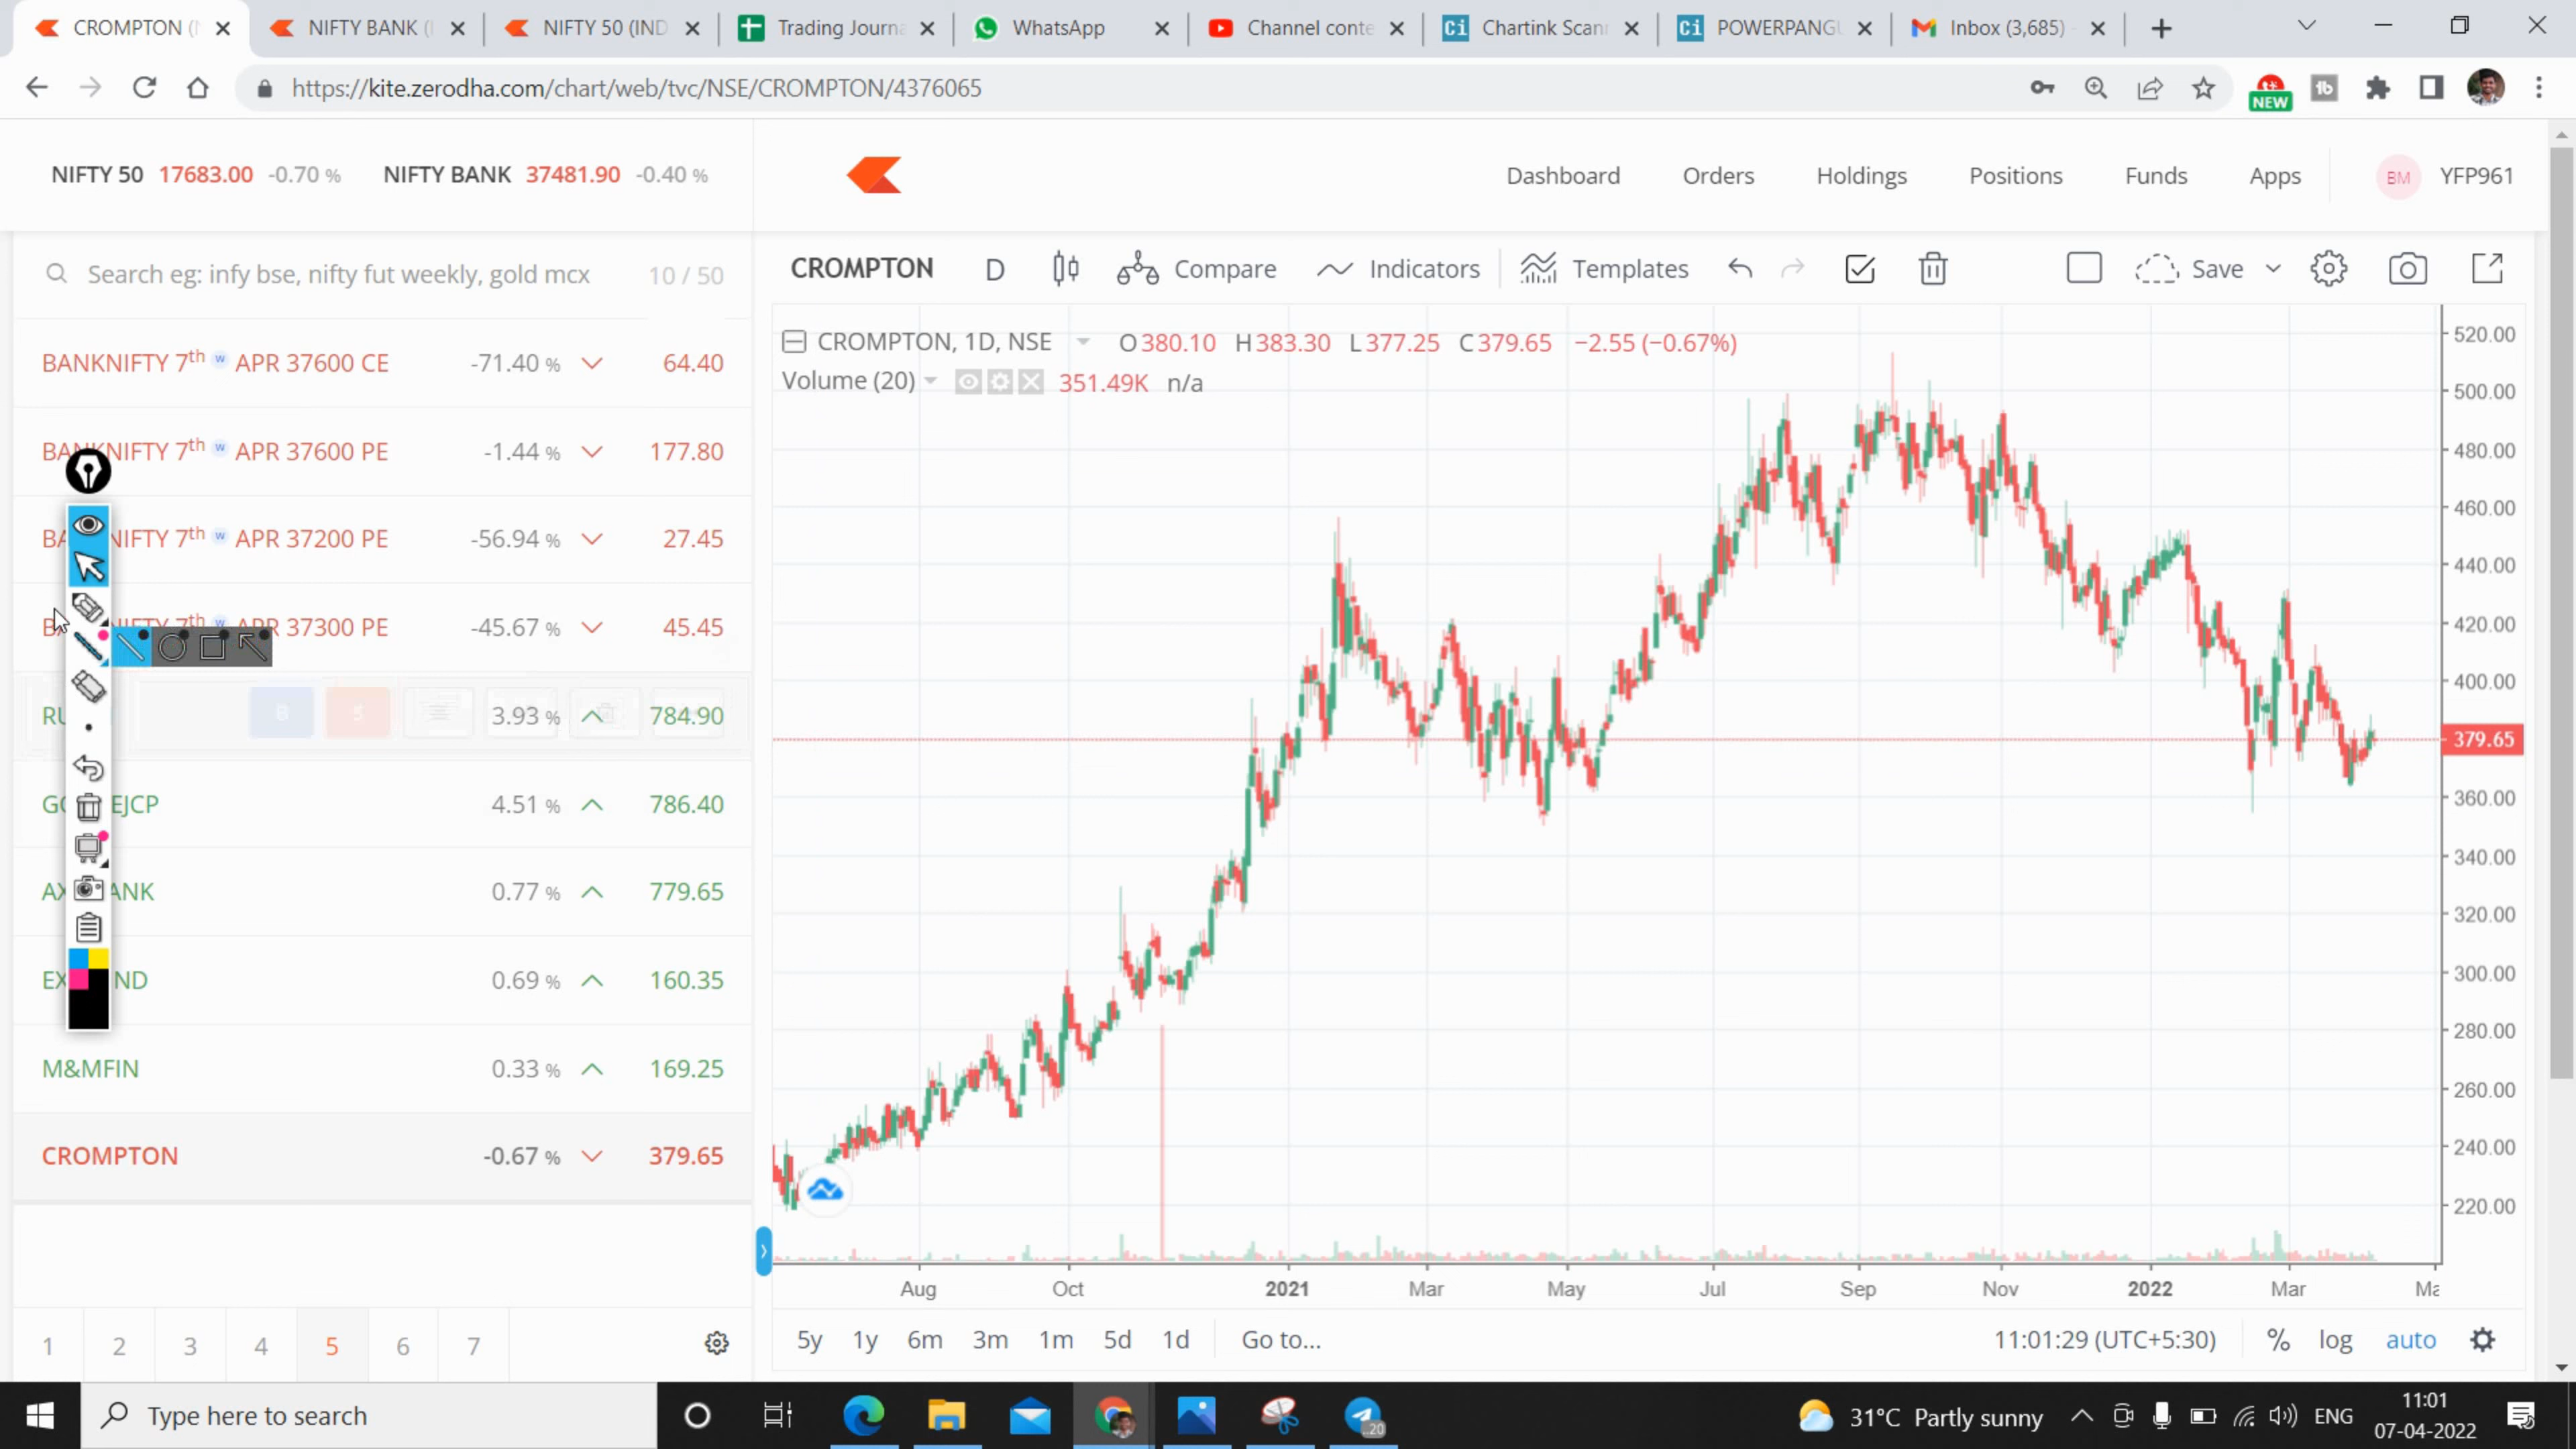 CROMPTON (
NIFTY BANK (
NIFTY 50 (IND
Trading Journa
WhatsApp
Channel conte
Ci Chartink Scan
Ci POWERPANGU
Inbox (3,685)
https://kite.zerodha.com/chart/web/tvc/NSE/CROMPTON/4376065
NEW
NIFTY 50 17683.00 -0.70 %
NIFTY BANK 37481.90 -0.40 %
Dashboard
Orders
Holdings
Positions
Funds
Apps
BM YFP961
Search eg: infy bse, nifty fut weekly, gold mcx 10 / 50
CROMPTON D Compare Indicators Templates Save
CROMPTON, 1D, NSE O380.10 H383.30 L377.25 C379.65 −2.55 (−0.67%)
Volume (20) 351.49K n/a
BANKNIFTY 7th w APR 37600 CE -71.40 % 64.40
BANKNIFTY 7th w APR 37600 PE -1.44 % 177.80
NIFTY 7th w APR 37200 PE -56.94 % 27.45
7th w APR 37300 PE -45.67 % 45.45
B S 3.93 % 784.90
EJCP 4.51 % 786.40
ANK 0.77 % 779.65
ND 0.69 % 160.35
M&MFIN 0.33 % 169.25
CROMPTON -0.67 % 379.65
520.00
500.00
480.00
460.00
440.00
420.00
400.00
379.65
360.00
340.00
320.00
300.00
280.00
260.00
240.00
220.00
Aug Oct 2021 Mar May Jul Sep Nov 2022 Mar Ma
1 2 3 4 5 6 7
5y 1y 6m 3m 1m 5d 1d Go to...
11:01:29 (UTC+5:30) % log auto
Type here to search
20
31°C Partly sunny
ENG
11:01
07-04-2022